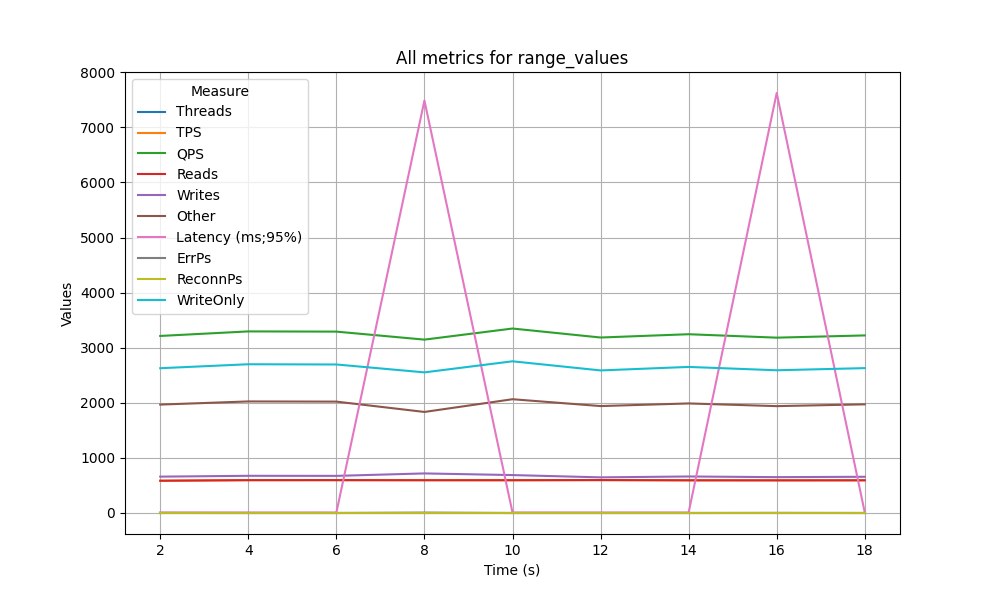 All metrics for range_values
Values
8000
7000
6000
5000
4000
3000
2000
1000
0
Measure
Threads
TPS
QPS
Reads
Writes
Other
Latency (ms;95%)
ErrPs
ReconnPs
WriteOnly
2 4 6 8 10 12 14 16 18
Time (s)